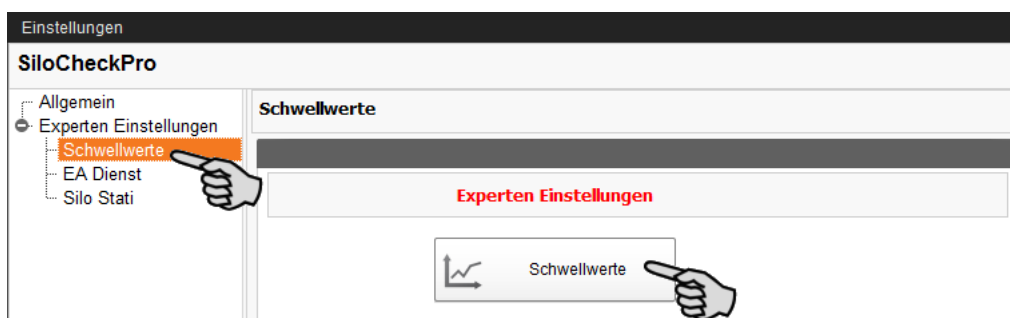 Einstellungen
SiloCheckPro
Allgemein
Experten Einstellungen
Schwellwerte
EA Dienst
Silo Stati
Schwellwerte
Experten Einstellungen
Schwellwerte